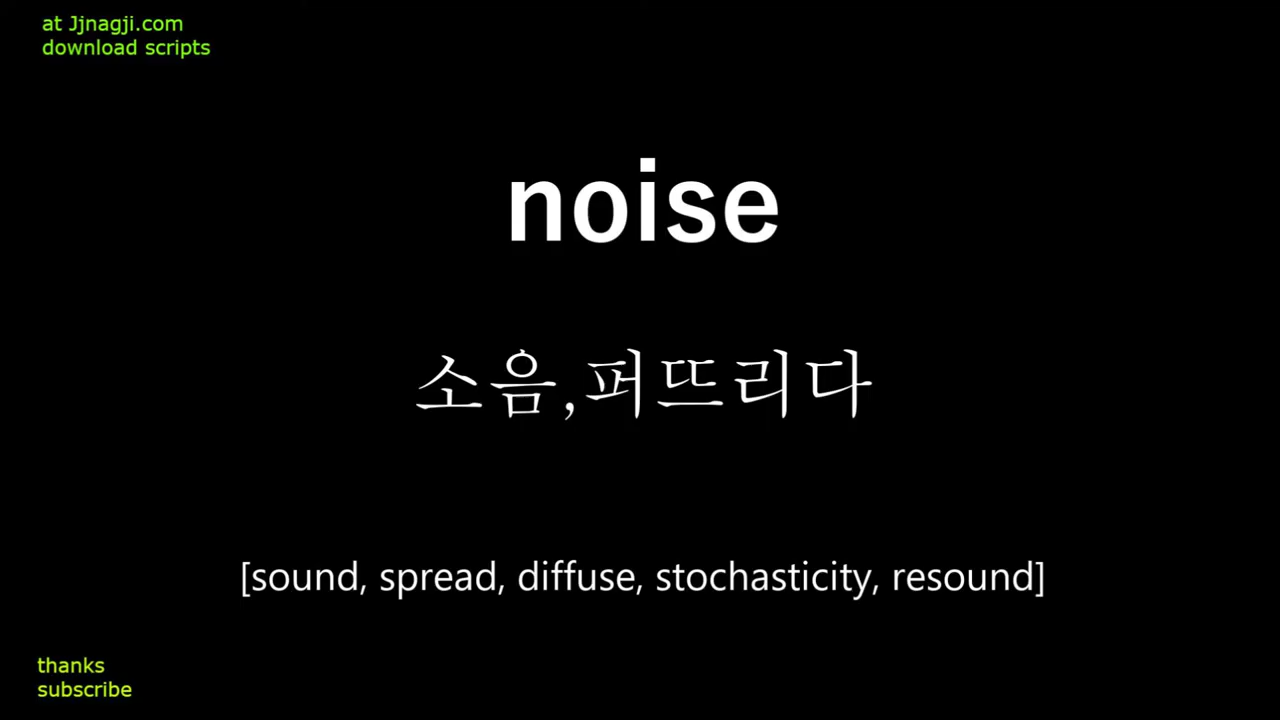 at Jjnagji.com
download scripts
noise
소음,퍼뜨리다
[sound, spread, diffuse, stochasticity, resound]
thanks
subscribe